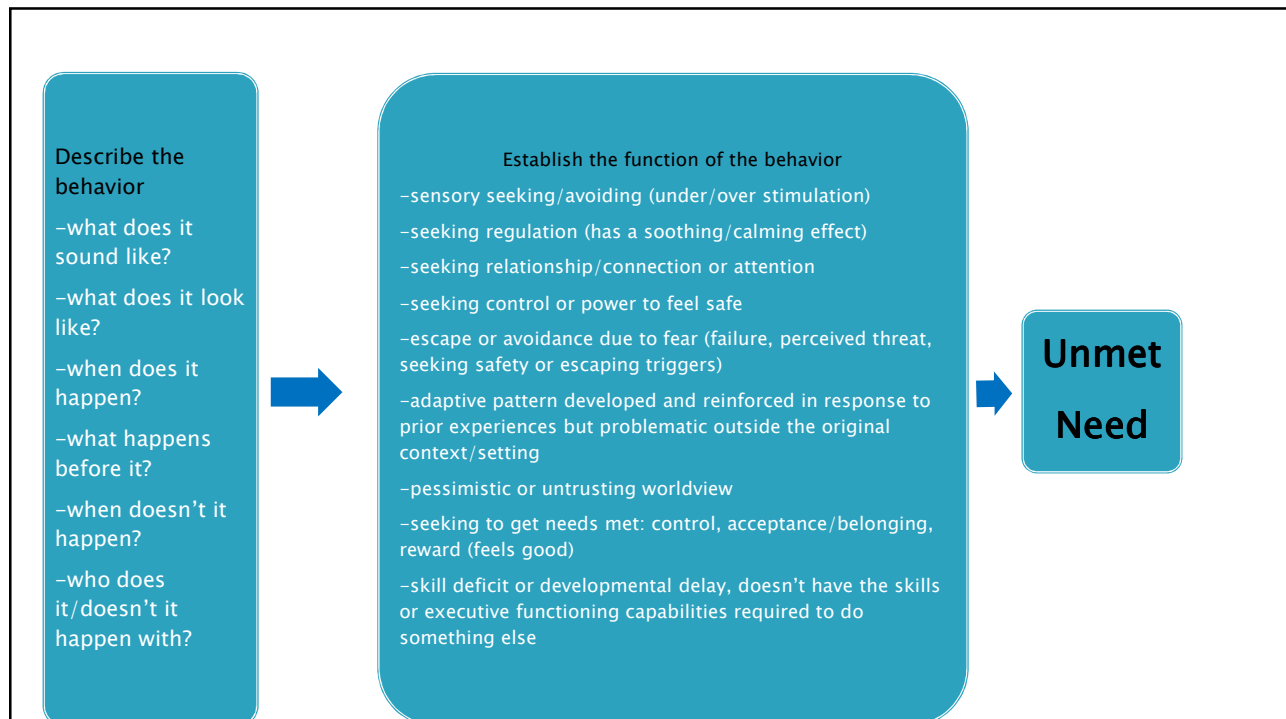 Describe the
behavior
–what does it
sound like?
–what does it look
like?
–when does it
happen?
–what happens
before it?
–when doesn’t it
happen?
–who does
it/doesn’t it
happen with?
Establish the function of the behavior
–sensory seeking/avoiding (under/over stimulation)
–seeking regulation (has a soothing/calming effect)
–seeking relationship/connection or attention
–seeking control or power to feel safe
–escape or avoidance due to fear (failure, perceived threat,
seeking safety or escaping triggers)
–adaptive pattern developed and reinforced in response to
prior experiences but problematic outside the original
context/setting
–pessimistic or untrusting worldview
–seeking to get needs met: control, acceptance/belonging,
reward (feels good)
–skill deficit or developmental delay, doesn’t have the skills
or executive functioning capabilities required to do
something else
Unmet
Need